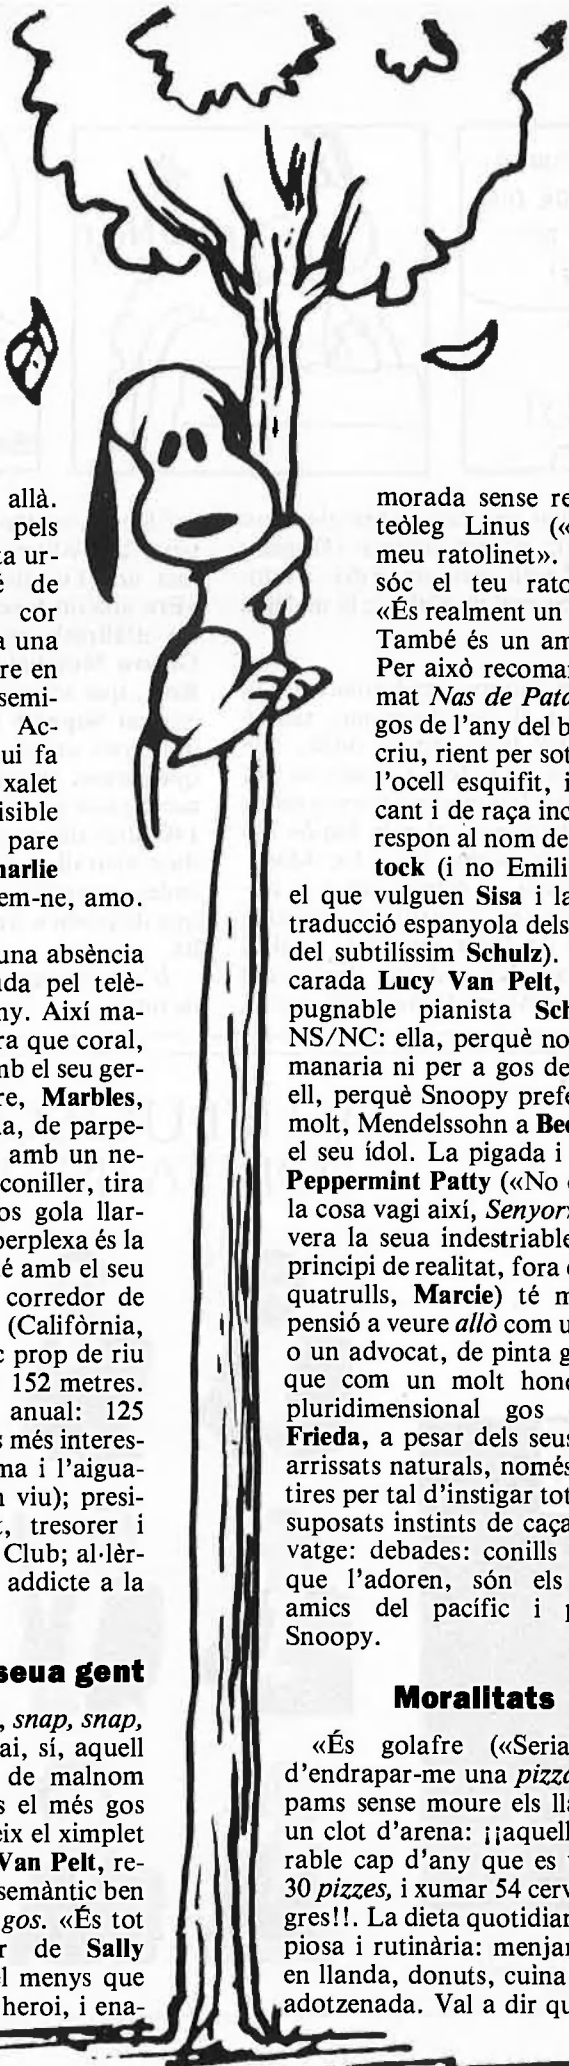 allà.
pels
ta ur-
de
cor
a una
re en
semi-
Ac-
ui fa
xalet
isible
pare
harlie
em-ne, amo.
una absència
ada pel telè-
ny. Així ma-
ra que coral,
mb el seu ger-
re, Marbles,
a, de parpe-
amb un ne-
coniller, tira
os gola llar-
perplexa és la
é amb el seu
corredor de
(Califòrnia,
c prop de riu
152 metres.
anual: 125
s més interes-
ma i l'aigua-
n viu); presi-
t, tresorer i
Club; al·lèr-
addicte a la
seua gent
, snap, snap,
ai, sí, aquell
de malnom
s el més gos
eix el ximplet
Van Pelt, re-
semàntic ben
gos. «És tot
r de Sally
el menys que
heroi, i ena-
morada sense re
teòleg Linus («
meu ratolinet».
sóc el teu rato
«És realment un
També és un am
Per això recoman
mat Nas de Pata
gos de l'any del b
criu, rient per sot
l'ocell esquifit, i
cant i de raça inc
respon al nom de
tock (i no Emili
el que vulguen Sisa i la
traducció espanyola dels
del subtilíssim Schulz).
carada Lucy Van Pelt,
pugnable pianista Sch
NS/NC: ella, perquè no
manaria ni per a gos de
ell, perquè Snoopy prefe
molt, Mendelssohn a Bee
el seu ídol. La pigada i
Peppermint Patty («No
la cosa vagi així, Senyor»
vera la seua indestriable
principi de realitat, fora
quatrulls, Marcie) té m
pensió a veure allò com u
o un advocat, de pinta g
que com un molt hone
pluridimensional gos
Frieda, a pesar dels seus
arrissats naturals, només
tires per tal d'instigar tot
suposats instints de caça
vatge: debades: conills
que l'adoren, són els
amics del pacífic i p
Snoopy.
Moralitats
«És golafre («Seria
d'endrapar-me una pizza
pams sense moure els lla
un clot d'arena: ¡¡aquell
rable cap d'any que es
30 pizzes, i xumar 54 cerv
gres!!. La dieta quotidian
piosa i rutinària: menjar
en llanda, donuts, cuina
adotzenada. Val a dir qu